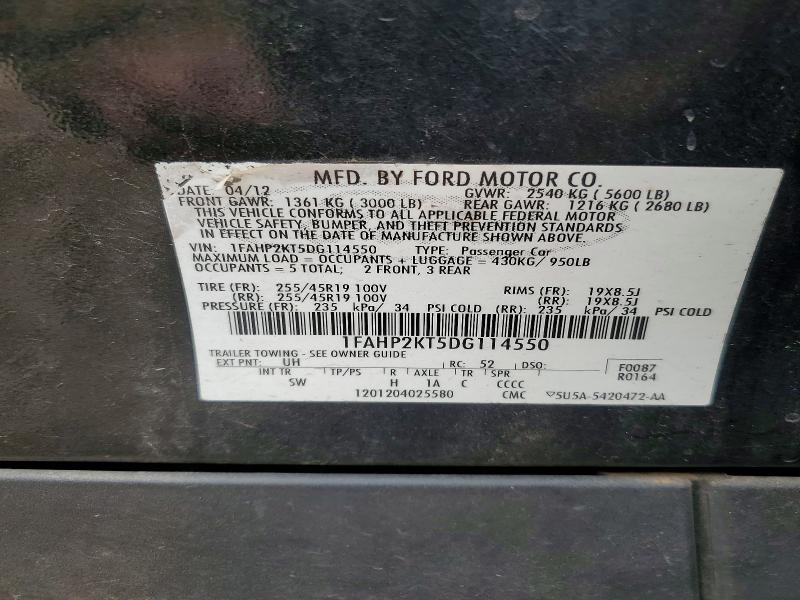 MFD. BY FORD MOTOR CO.
DATE 04/12 GVWR: 2540 KG ( 5600 LB)
FRONT GAWR: 1361 KG ( 3000 LB) REAR GAWR: 1216 KG ( 2680 LB)
THIS VEHICLE CONFORMS TO ALL APPLICABLE FEDERAL MOTOR
VEHICLE SAFETY, BUMPER, AND THEFT PREVENTION STANDARDS
IN EFFECT ON THE DATE OF MANUFACTURE SHOWN ABOVE.
VIN: 1FAHP2KT5DG114550 TYPE: Passenger Car
MAXIMUM LOAD = OCCUPANTS + LUGGAGE = 430KG/ 950LB
OCCUPANTS = 5 TOTAL; 2 FRONT, 3 REAR
TIRE (FR): 255/45R19 100V RIMS (FR): 19X8.5J
(RR): 255/45R19 100V (RR): 19X8.5J
PRESSURE (FR): 235 kPa/ 34 PSI COLD (RR): 235 kPa/ 34 PSI COLD
1FAHP2KT5DG114550
TRAILER TOWING - SEE OWNER GUIDE
EXT PNT: UH RC: 52 DSO: F0087
INT TR TP/PS R AXLE TR SPR R0164
SW H 1A C CCCC
1201204025580 CMC ▽5U5A-5420472-AA